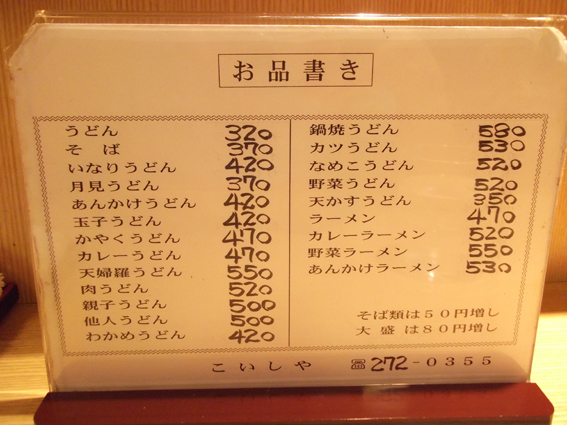 お品書き
うどん 320
そば 370
いなりうどん 420
月見うどん 370
あんかけうどん 420
玉子うどん 420
かやくうどん 470
カレーうどん 470
天婦羅うどん 550
肉うどん 520
親子うどん 500
他人うどん 500
わかめうどん 420
鍋焼うどん 580
カツうどん 530
なめこうどん 520
野菜うどん 520
天かすうどん 350
ラーメン 470
カレーラーメン 520
野菜ラーメン 550
あんかけラーメン 530
そば類は50円増し
大盛は80円増し
こいしや ☎272-0355